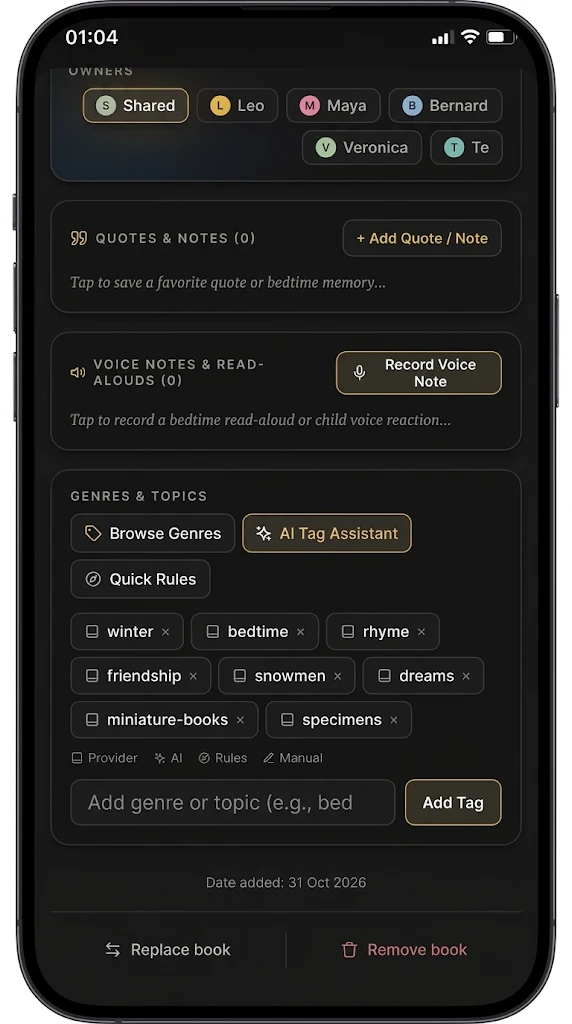 01:04
OWNERS
S Shared L Leo M Maya B Bernard
V Veronica T Te
QUOTES & NOTES (0)
+ Add Quote / Note
Tap to save a favorite quote or bedtime memory...
VOICE NOTES & READ-
ALOUDS (0)
Record Voice
Note
Tap to record a bedtime read-aloud or child voice reaction...
GENRES & TOPICS
Browse Genres AI Tag Assistant
Quick Rules
winter × bedtime × rhyme ×
friendship × snowmen × dreams ×
miniature-books × specimens ×
Provider AI Rules Manual
Add genre or topic (e.g., bed
Add Tag
Date added: 31 Oct 2026
Replace book Remove book